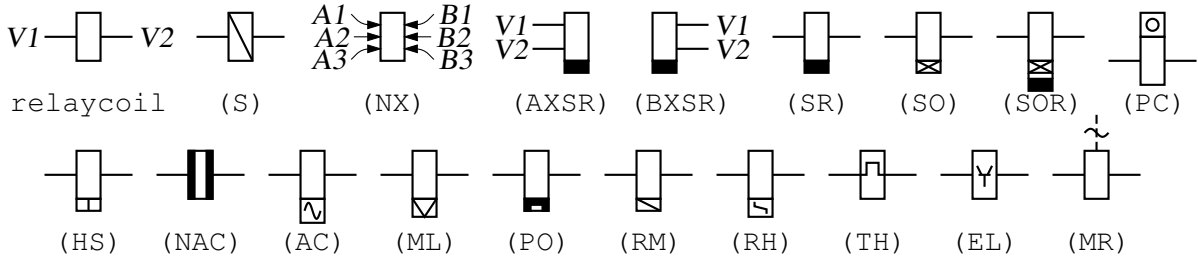 A1 B1
V1 V2 A2 B2 V1 V2 V1 V2
A3 B3
relaycoil (S) (NX) (AXSR) (BXSR) (SR) (SO) (SOR) (PC)
(HS) (NAC) (AC) (ML) (PO) (RM) (RH) (TH) (EL) (MR)